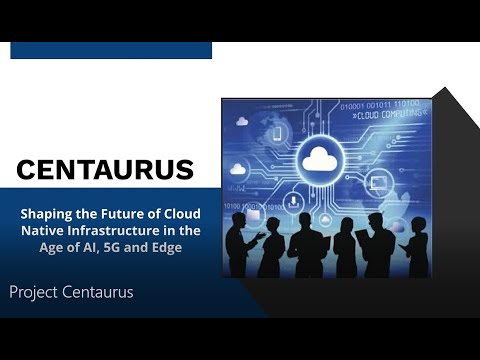 010001 001011 110100
»CLOUD COMPUTING«
CENTAURUS
Shaping the Future of Cloud
Native Infrastructure in the
Age of AI, 5G and Edge
Project Centaurus